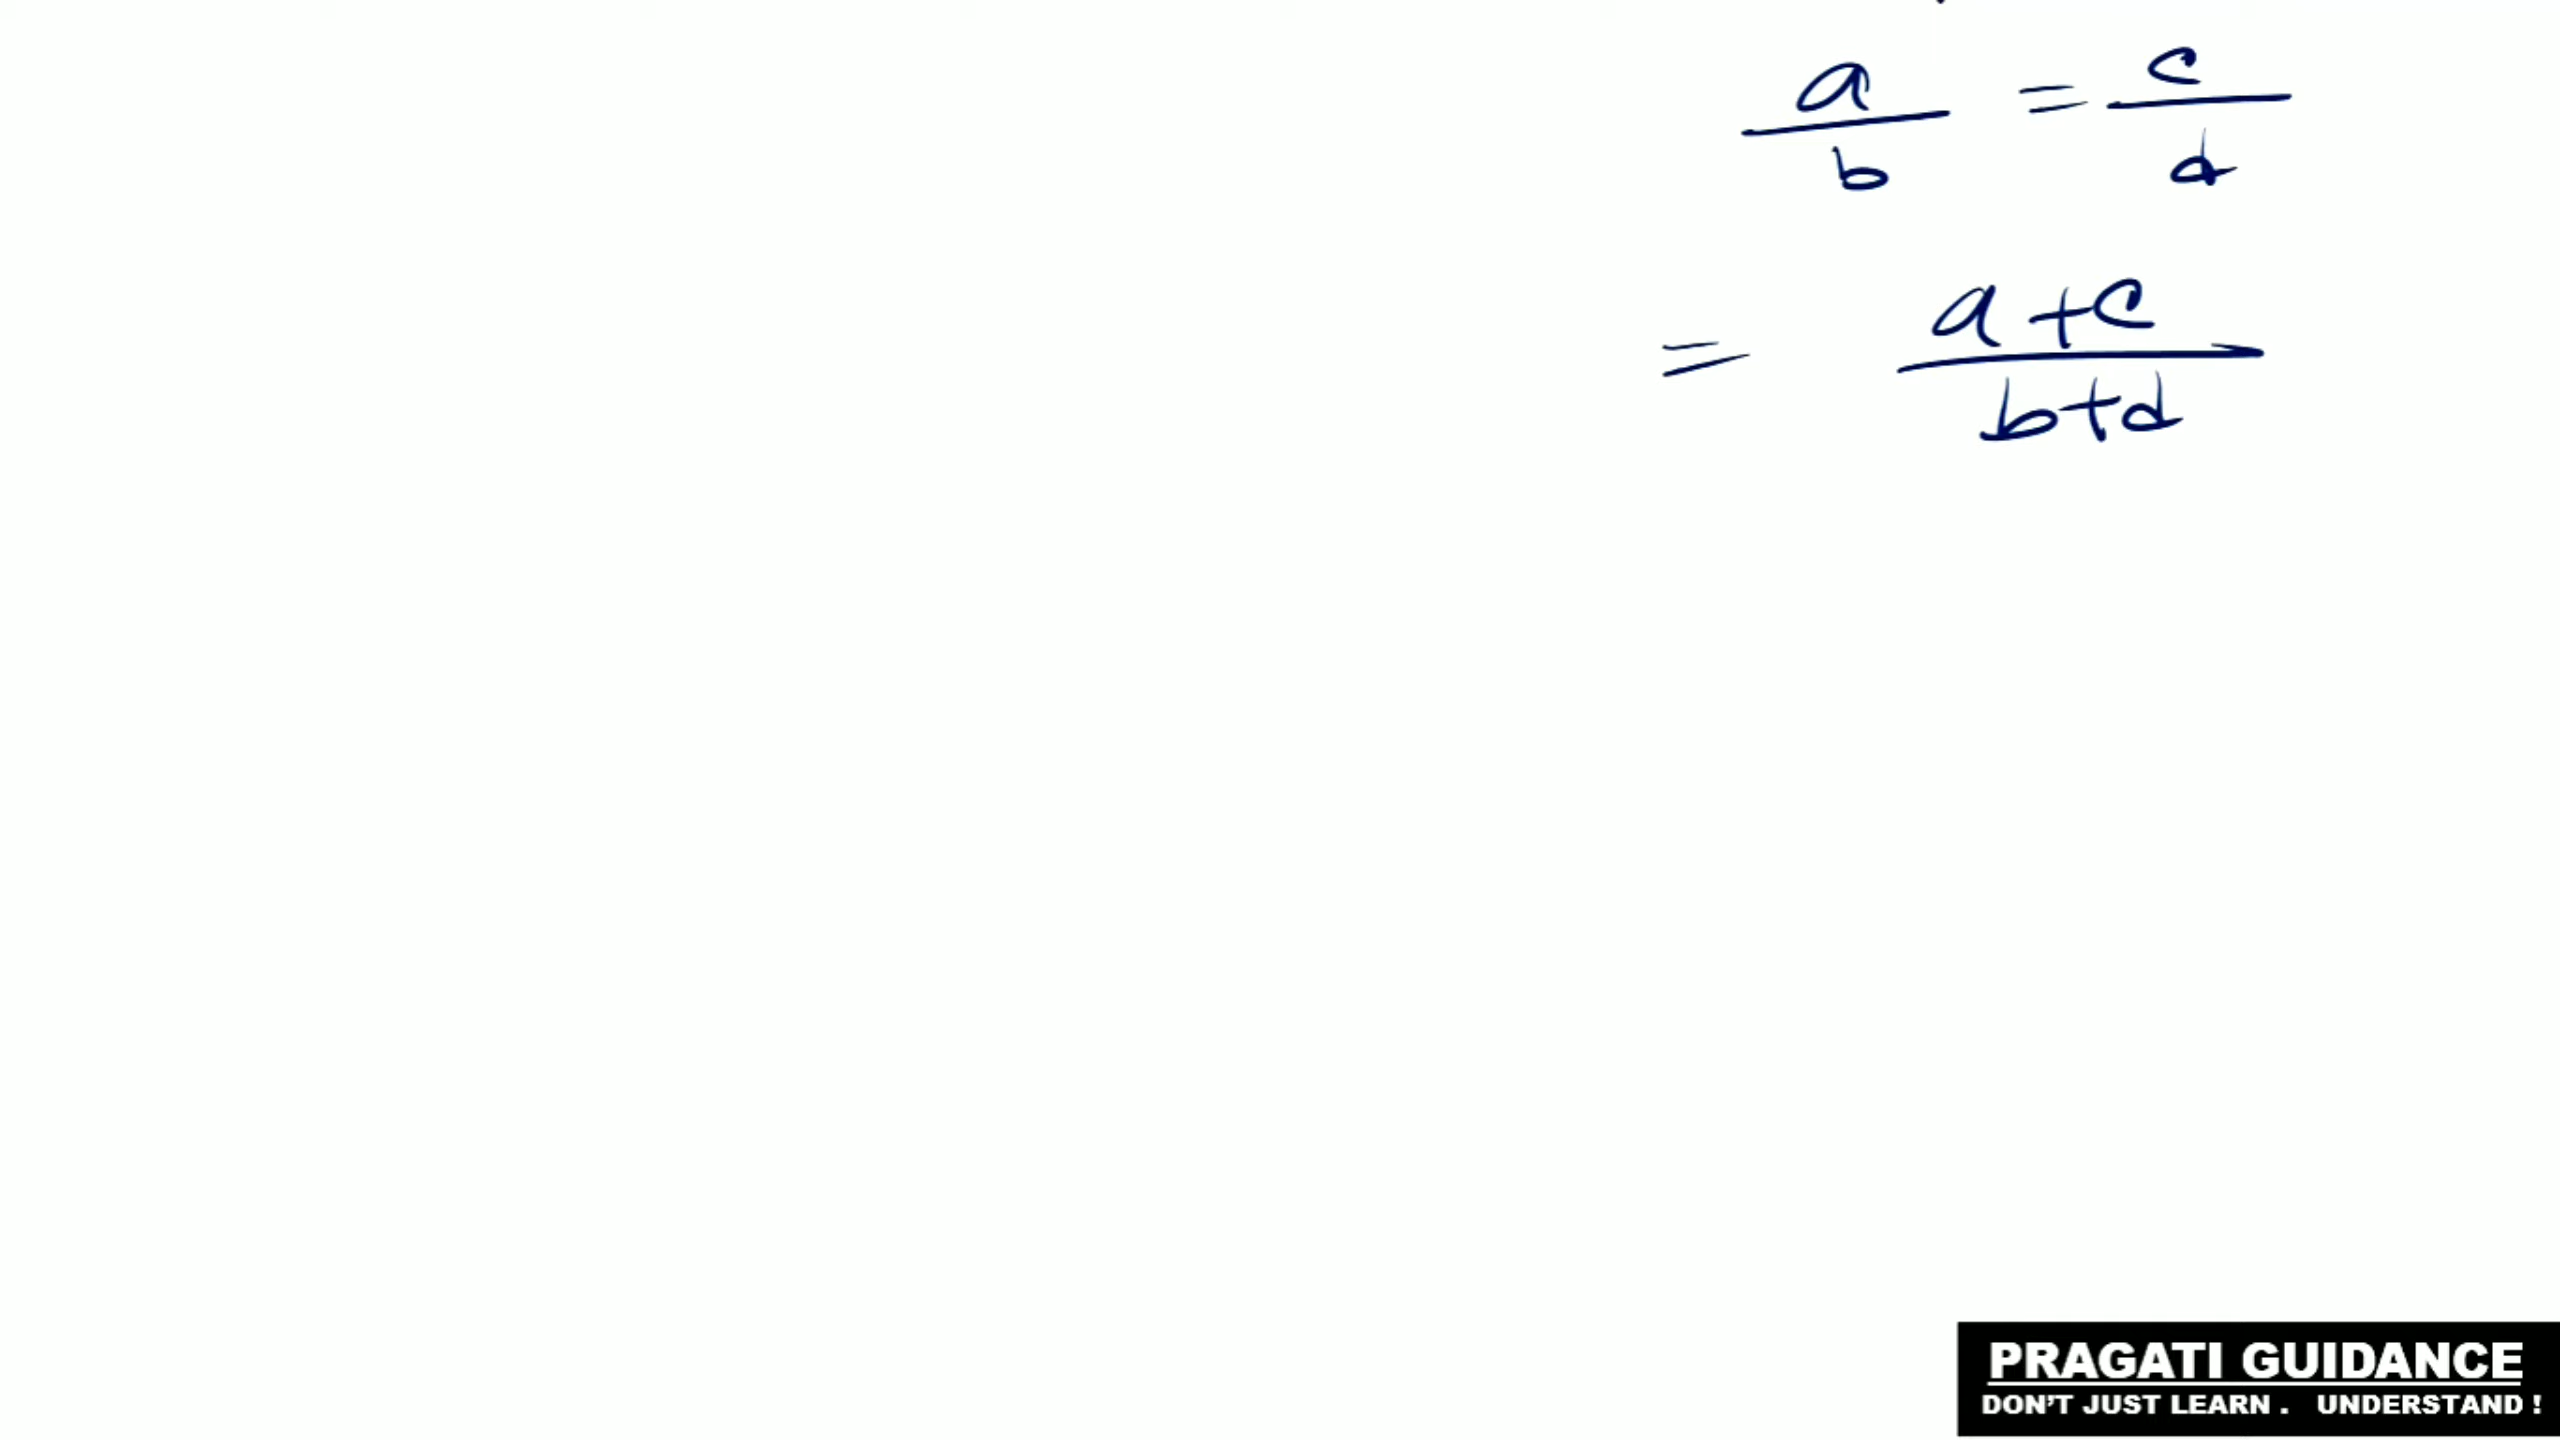 a/b = c/d
= a+c/b+d
PRAGATI GUIDANCE
DON'T JUST LEARN . UNDERSTAND !